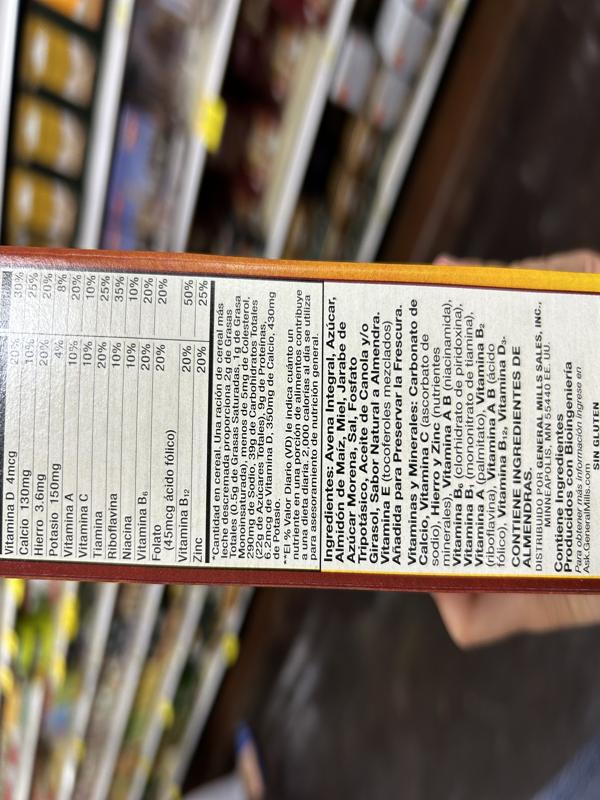 Vitamina D 4mcg 20% 30%
Calcio 130mg 10% 25%
Hierro 3.6mg 20% 20%
Potasio 150mg 4% 8%
Vitamina A 10% 20%
Vitamina C 10% 10%
Tiamina 20% 25%
Riboflavina 10% 35%
Niacina 10% 10%
Vitamina B₆ 20% 20%
Folato 20% 20%
(45mcg ácido fólico)
Vitamina B₁₂ 20% 50%
Zinc 20% 25%
*Cantidad en cereal. Una ración de cereal más
leche descremada proporciona 2g de Grasas
Totales (0.5g de Grasas Saturadas, 1g de Grasa
Monoinsaturada), menos de 5mg de Colesterol,
290mg de Sodio, 39g de Carbohidratos Totales
(22g de Azúcares Totales), 9g de Proteínas,
6.2mcg de Vitamina D, 350mg de Calcio, 430mg
de Potasio.
**El % Valor Diario (VD) le indica cuánto un
nutriente en una porción de alimentos contribuye
a una dieta diaria. 2,000 calorías al día se utiliza
para asesoramiento de nutrición general.
Ingredientes: Avena Integral, Azúcar,
Almidón de Maíz, Miel, Jarabe de
Azúcar Morena, Sal, Fosfato
Tripotásico, Aceite de Canola y/o
Girasol, Sabor Natural a Almendra.
Vitamina E (tocoferoles mezclados)
Añadida para Preservar la Frescura.
Vitaminas y Minerales: Carbonato de
Calcio, Vitamina C (ascorbato de
sodio), Hierro y Zinc (nutrientes
minerales), Vitamina A B (niacinamida),
Vitamina B₆ (clorhidrato de piridoxina),
Vitamina B₁ (mononitrato de tiamina),
Vitamina A (palmitato), Vitamina B₂
(riboflavina), Vitamina A B (ácido
fólico), Vitamina B₁₂, Vitamina D₃.
CONTIENE INGREDIENTES DE
ALMENDRAS.
DISTRIBUIDO POR GENERAL MILLS SALES, INC.,
MINNEAPOLIS, MN 55440 EE. UU.
Contiene Ingredientes
Producidos con Bioingeniería
Para obtener más información ingrese en
Ask.GeneralMills.com
SIN GLUTEN